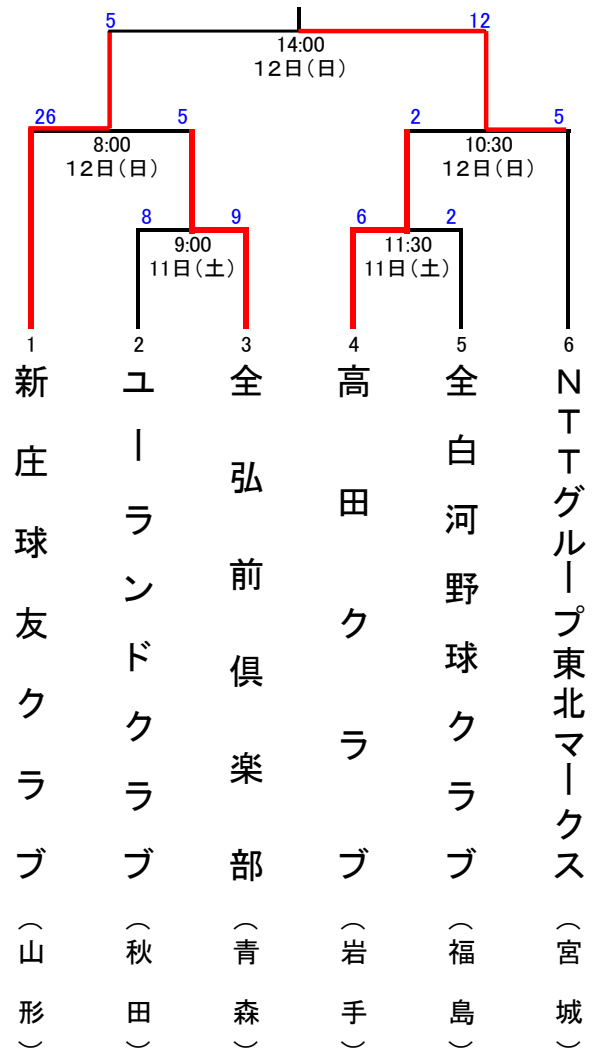 5 12
14:00
12日(日)
26 5 2 5
8:00 10:30
12日(日) 12日(日)
8 9 6 2
9:00 11:30
11日(土) 11日(土)
1 2 3 4 5 6
新庄球友クラブ(山形)
ユーランドクラブ(秋田)
全弘前倶楽部(青森)
高田クラブ(岩手)
全白河野球クラブ(福島)
NTTグループ東北マークス(宮城)